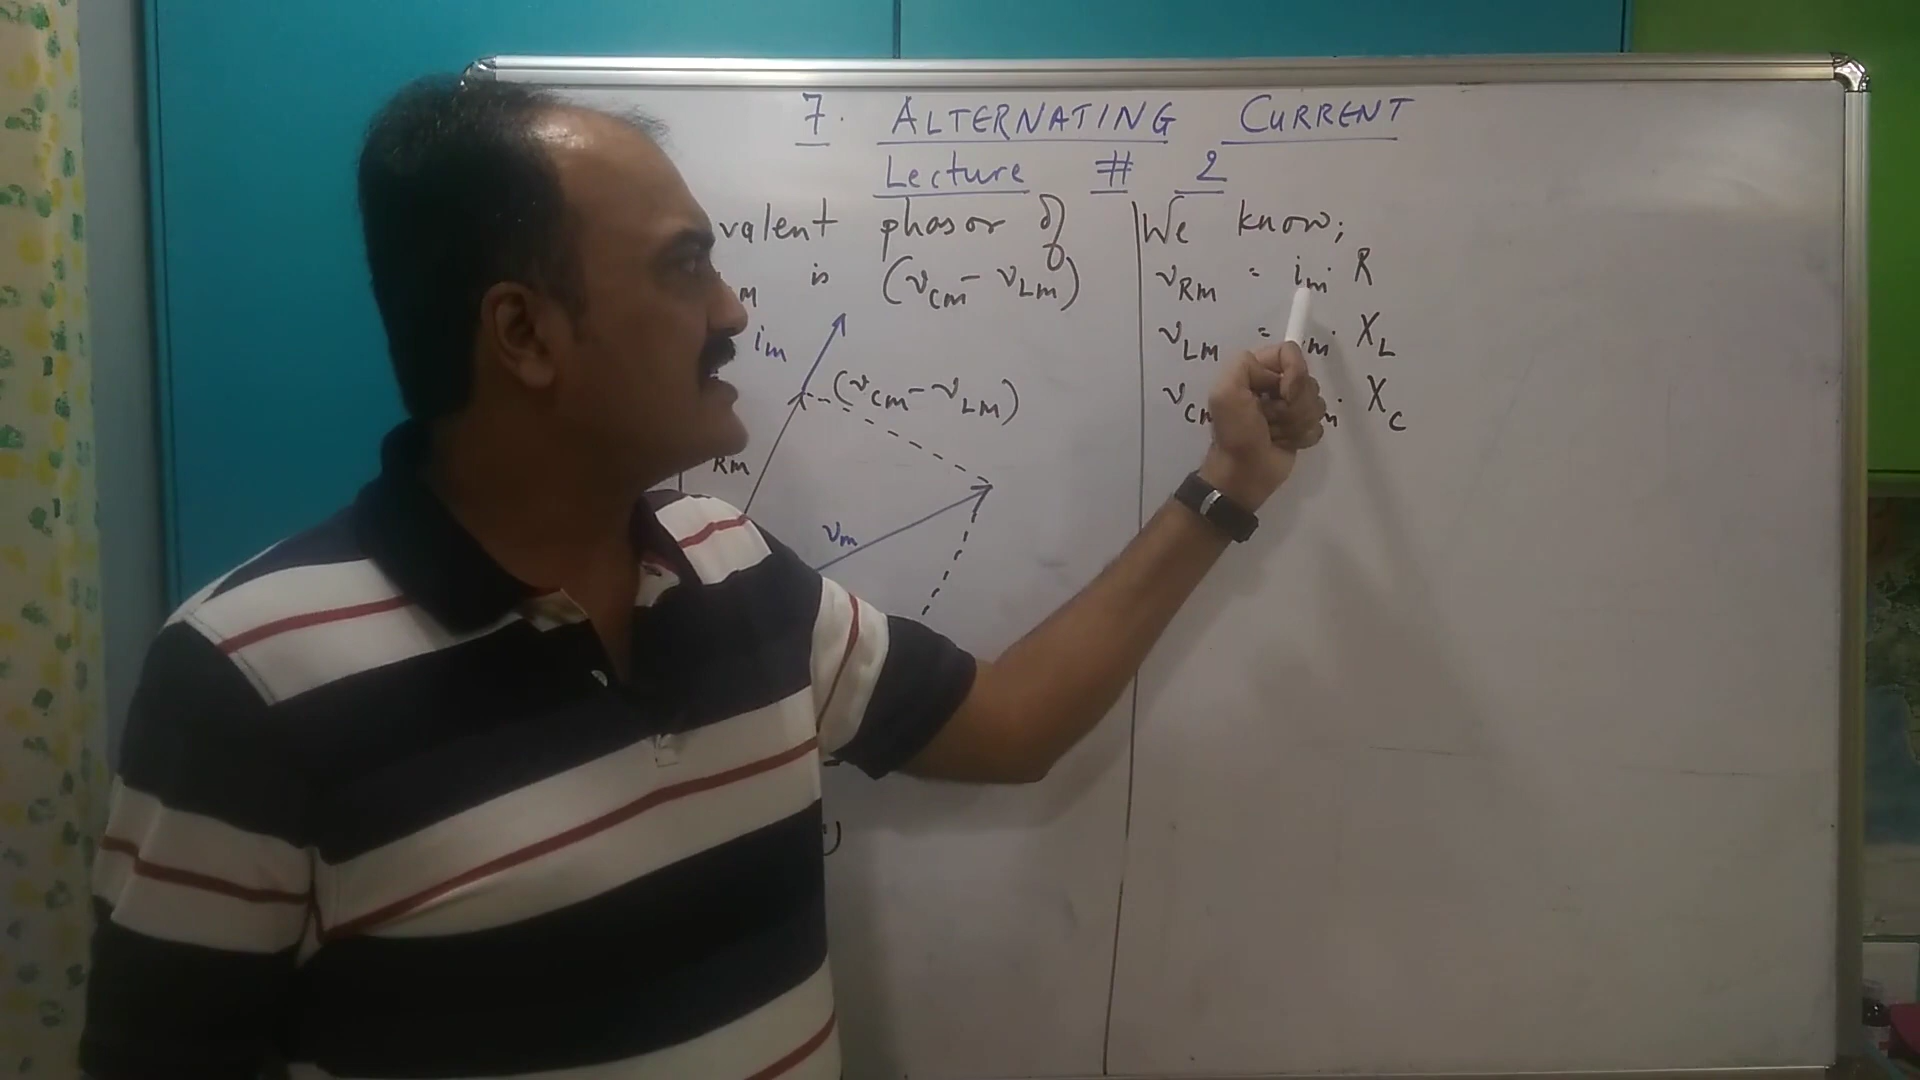 7. ALTERNATING CURRENT
Lecture # 2
phasor of
m is (vCm - vLm)
im
(vCm - vLm)
Rm
vm
We know;
vRm = im . R
vLm = m . XL
vCm . XC